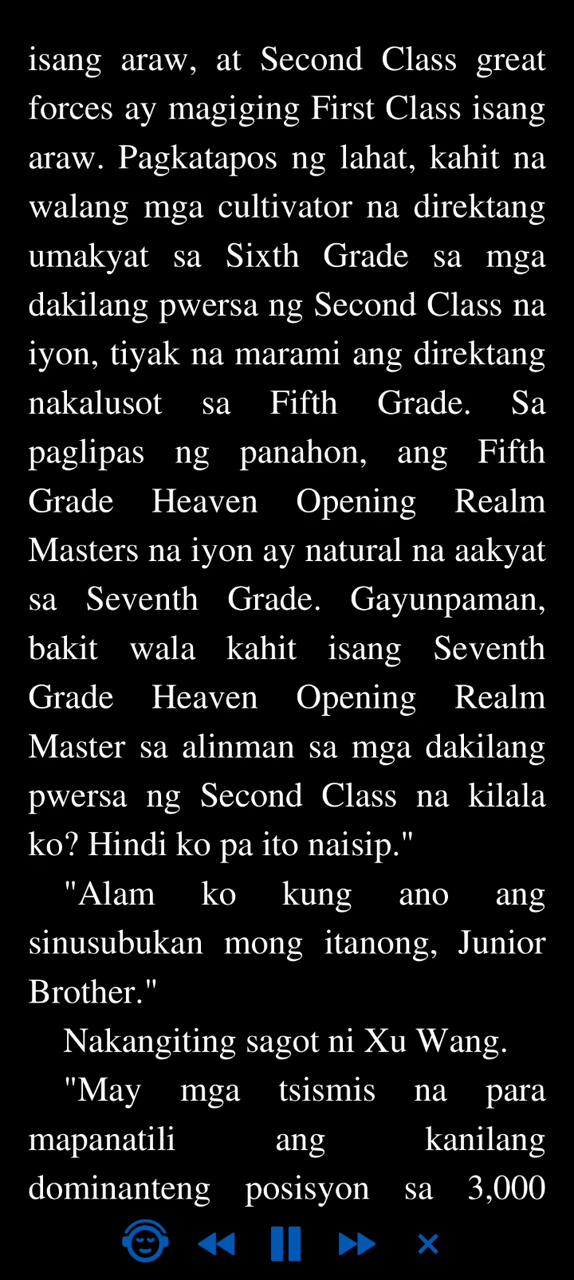 isang araw, at Second Class great
forces ay magiging First Class isang
araw. Pagkatapos ng lahat, kahit na
walang mga cultivator na direktang
umakyat sa Sixth Grade sa mga
dakilang pwersa ng Second Class na
iyon, tiyak na marami ang direktang
nakalusot sa Fifth Grade. Sa
paglipas ng panahon, ang Fifth
Grade Heaven Opening Realm
Masters na iyon ay natural na aakyat
sa Seventh Grade. Gayunpaman,
bakit wala kahit isang Seventh
Grade Heaven Opening Realm
Master sa alinman sa mga dakilang
pwersa ng Second Class na kilala
ko? Hindi ko pa ito naisip."
"Alam ko kung ano ang
sinusubukan mong itanong, Junior
Brother."
Nakangiting sagot ni Xu Wang.
"May mga tsismis na para
mapanatili ang kanilang
dominanteng posisyon sa 3,000